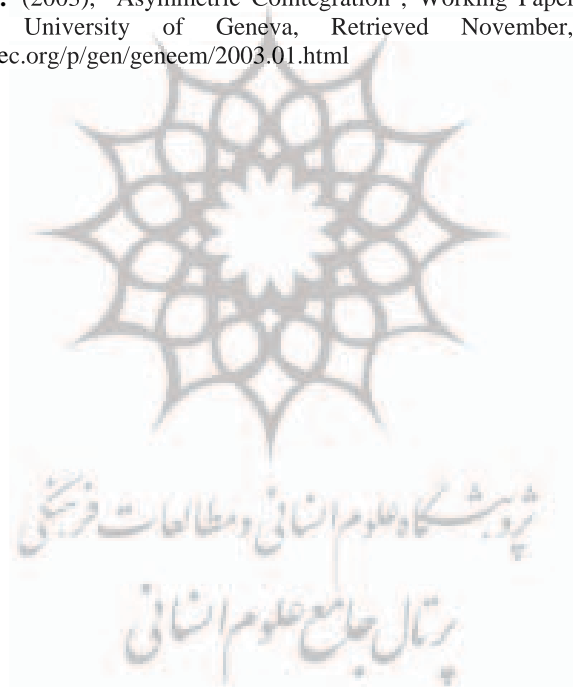 . (2003), "Asymmetric Cointegration", Working Paper
University of Geneva, Retrieved November,
ec.org/p/gen/geneem/2003.01.html
پژوهشگاه علوم انسانی و مطالعات فرهنگی
پرتال جامع علوم انسانی